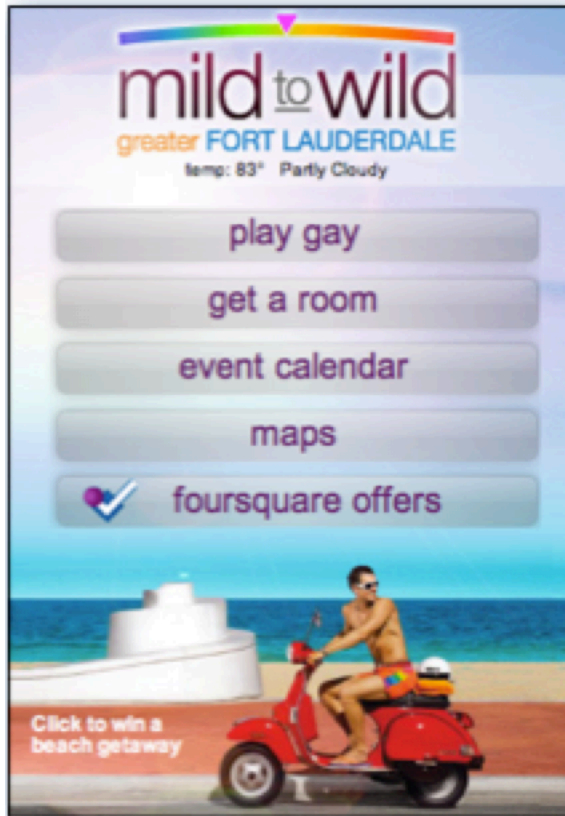 mild to wild
greater FORT LAUDERDALE
temp: 83° Partly Cloudy
play gay
get a room
event calendar
maps
foursquare offers
Click to win a
beach getaway